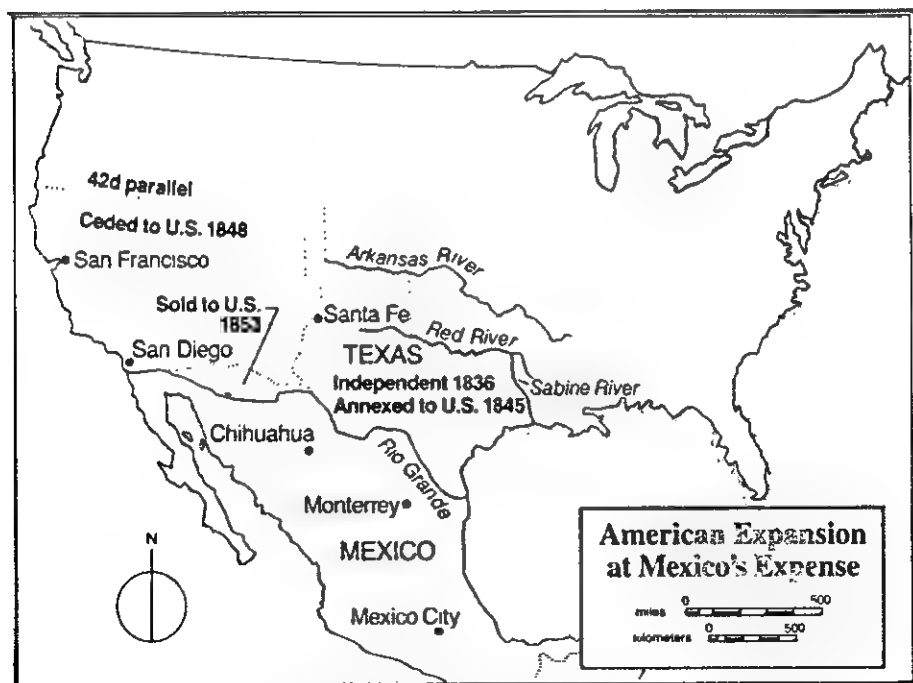 42d parallel
Ceded to U.S. 1848
San Francisco
Arkansas River
Sold to U.S.
1853
Santa Fe
Red River
San Diego
TEXAS
Independent 1836
Annexed to U.S. 1845
Sabine River
Chihuahua
Rio Grande
Monterrey
MEXICO
Mexico City
N
American Expansion
at Mexico's Expense
0 500
miles
0 500
kilometers